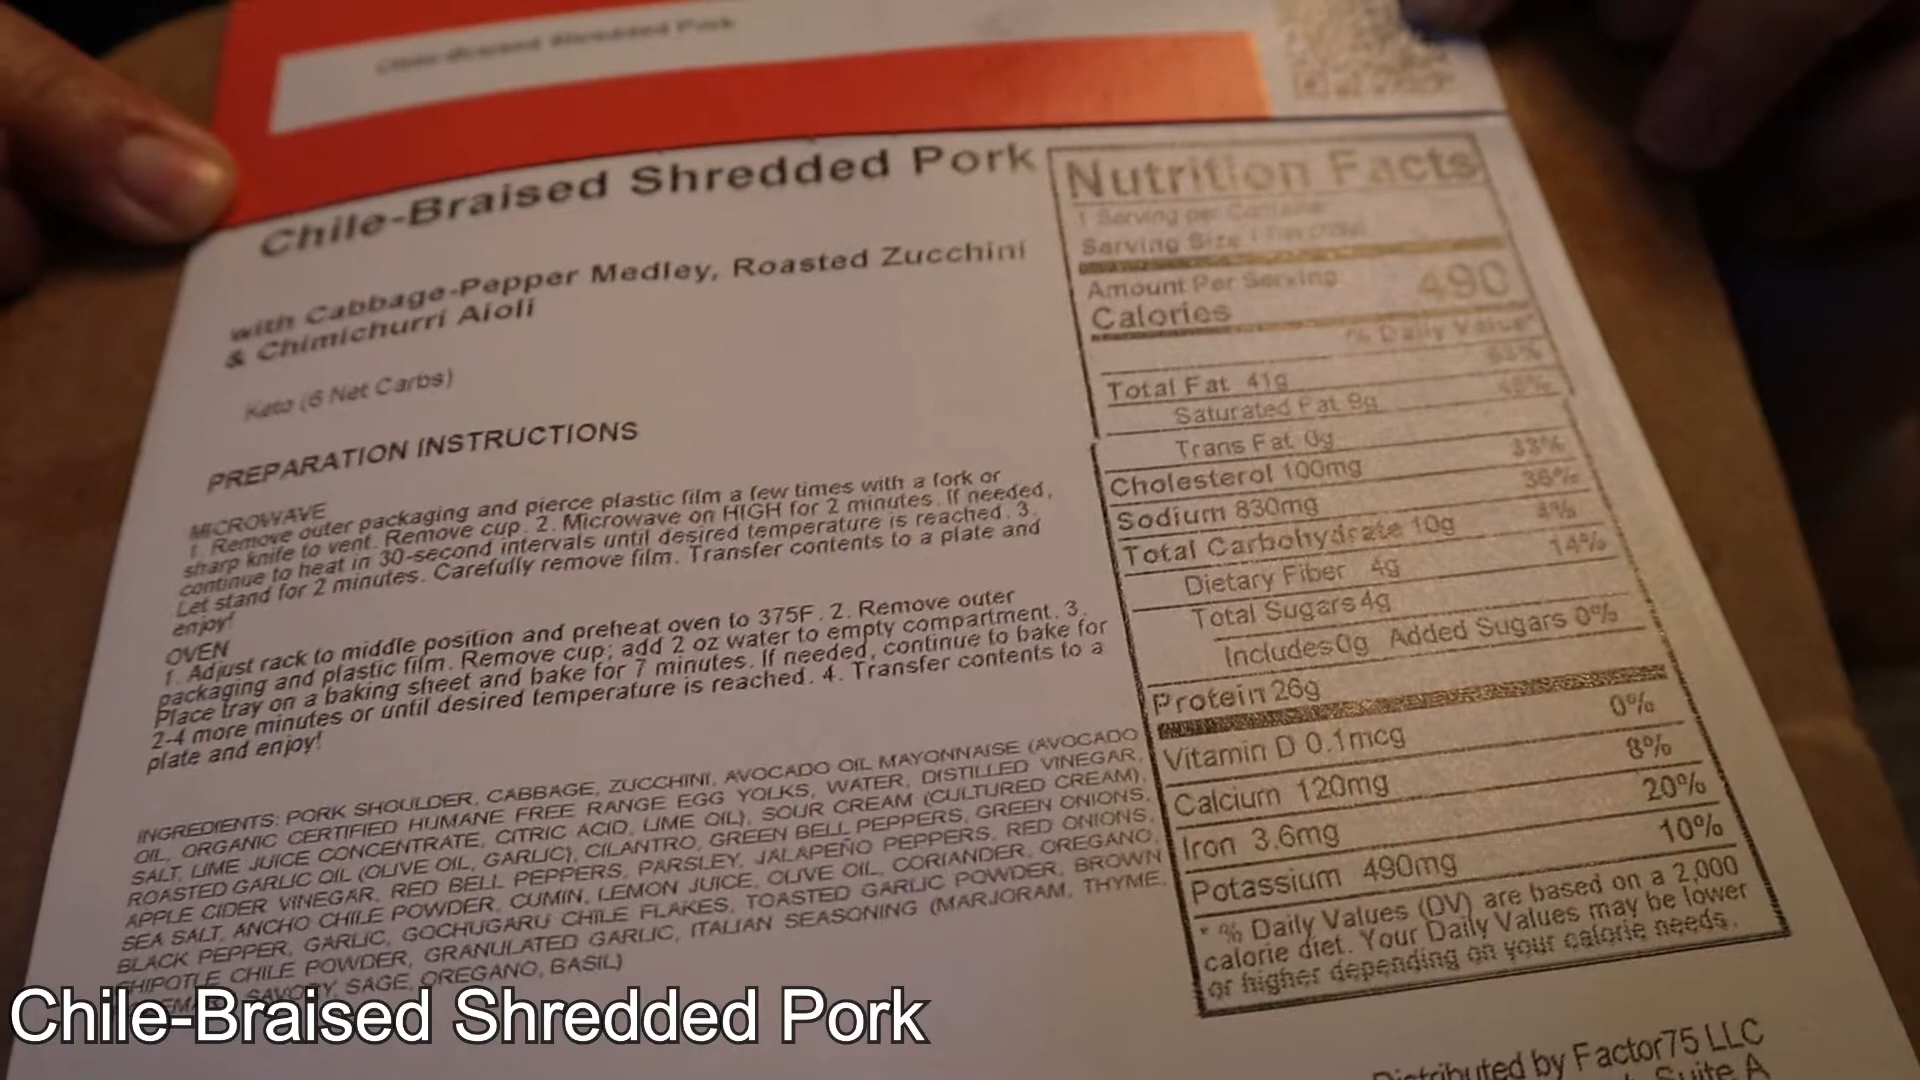 Chile-Braised Shredded Pork
Chile-Braised Shredded Pork
with Cabbage-Pepper Medley, Roasted Zucchini
& Chimichurri Aioli
Keto (6 Net Carbs)
PREPARATION INSTRUCTIONS
MICROWAVE
1. Remove outer packaging and pierce plastic film a few times with a fork or
sharp knife to vent. Remove cup. 2. Microwave on HIGH for 2 minutes. If needed,
continue to heat in 30-second intervals until desired temperature is reached. 3.
Let stand for 2 minutes. Carefully remove film. Transfer contents to a plate and
enjoy!
OVEN
1. Adjust rack to middle position and preheat oven to 375F. 2. Remove outer
packaging and plastic film. Remove cup; add 2 oz water to empty compartment. 3.
Place tray on a baking sheet and bake for 7 minutes. If needed, continue to bake for
2-4 more minutes or until desired temperature is reached. 4. Transfer contents to a
plate and enjoy!
INGREDIENTS: PORK SHOULDER, CABBAGE, ZUCCHINI, AVOCADO OIL MAYONNAISE (AVOCADO
OIL, ORGANIC CERTIFIED HUMANE FREE RANGE EGG YOLKS, WATER, DISTILLED VINEGAR,
SALT, LIME JUICE CONCENTRATE, CITRIC ACID, LIME OIL), SOUR CREAM (CULTURED CREAM),
ROASTED GARLIC OIL (OLIVE OIL, GARLIC), CILANTRO, GREEN BELL PEPPERS, GREEN ONIONS,
APPLE CIDER VINEGAR, RED BELL PEPPERS, PARSLEY, JALAPEÑO PEPPERS, RED ONIONS,
SEA SALT, ANCHO CHILE POWDER, CUMIN, LEMON JUICE, OLIVE OIL, CORIANDER, OREGANO,
BLACK PEPPER, GARLIC, GOCHUGARU CHILE FLAKES, TOASTED GARLIC POWDER, BROWN
CHIPOTLE CHILE POWDER, GRANULATED GARLIC, ITALIAN SEASONING (MARJORAM, THYME,
SAVORY, SAGE, OREGANO, BASIL)
Nutrition Facts
1 Serving per Container
Serving Size
Amount Per Serving
Calories 490
% Daily Value*
Total Fat 41g 53%
Saturated Fat 9g 45%
Trans Fat 0g
Cholesterol 100mg 33%
Sodium 830mg 36%
Total Carbohydrate 10g 4%
Dietary Fiber 4g 14%
Total Sugars 4g
Includes 0g Added Sugars 0%
Protein 26g
Vitamin D 0.1mcg 0%
Calcium 120mg 8%
Iron 3.6mg 20%
Potassium 490mg 10%
* % Daily Values (DV) are based on a 2,000
calorie diet. Your Daily Values may be lower
or higher depending on your calorie needs.
Distributed by Factor75 LLC
Suite A
Chile-Braised Shredded Pork